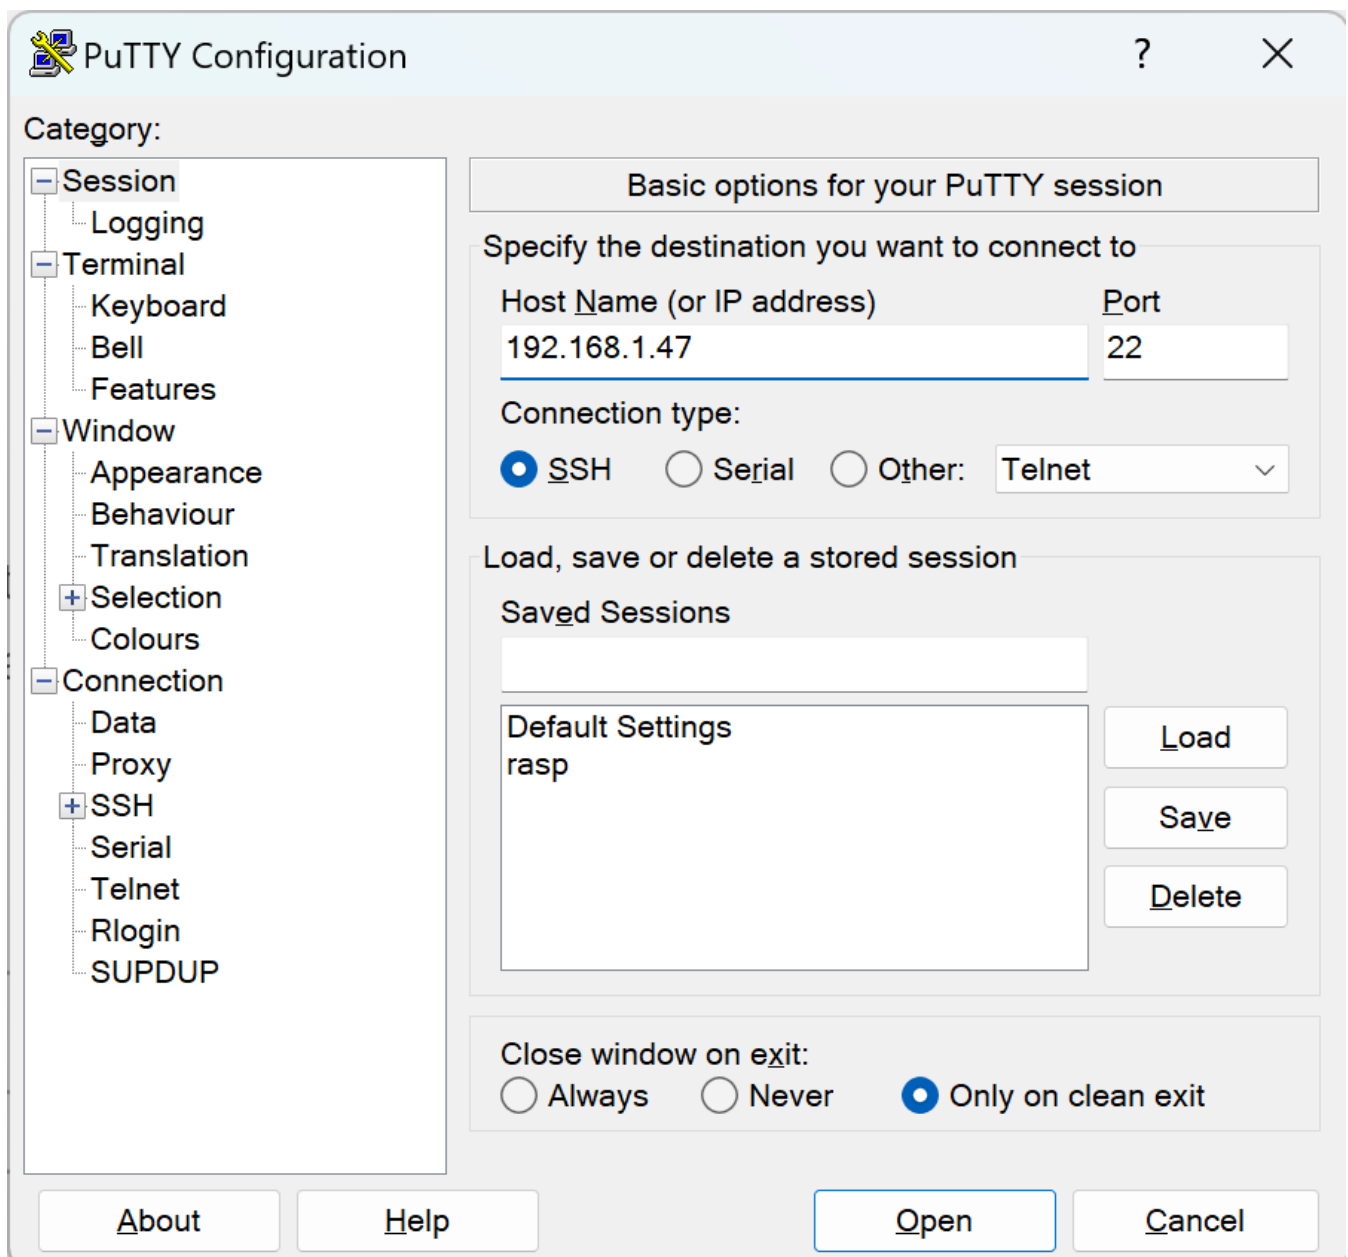 PuTTY Configuration
?
Category:
Session
Logging
Terminal
Keyboard
Bell
Features
Window
Appearance
Behaviour
Translation
Selection
Colours
Connection
Data
Proxy
SSH
Serial
Telnet
Rlogin
SUPDUP
Basic options for your PuTTY session
Specify the destination you want to connect to
Host Name (or IP address) Port
192.168.1.47 22
Connection type:
SSH Serial Other: Telnet
Load, save or delete a stored session
Saved Sessions
Default Settings
rasp
Load
Save
Delete
Close window on exit:
Always Never Only on clean exit
About Help Open Cancel